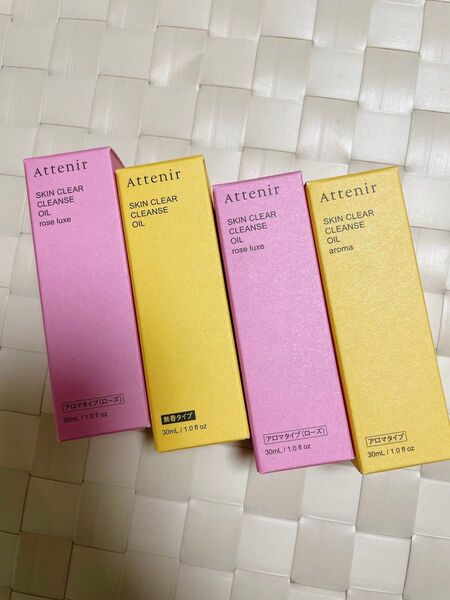 Attenir
SKIN CLEAR
CLEANSE
OIL
rose luxe
アロマタイプ(ローズ)
30mL / 1.0 fl oz
Attenir
SKIN CLEAR
CLEANSE
OIL
無香タイプ
30mL / 1.0 fl oz
Attenir
SKIN CLEAR
CLEANSE
OIL
rose luxe
アロマタイプ(ローズ)
30mL / 1.0 fl oz
Attenir
SKIN CLEAR
CLEANSE
OIL
aroma
アロマタイプ
30mL / 1.0 fl oz